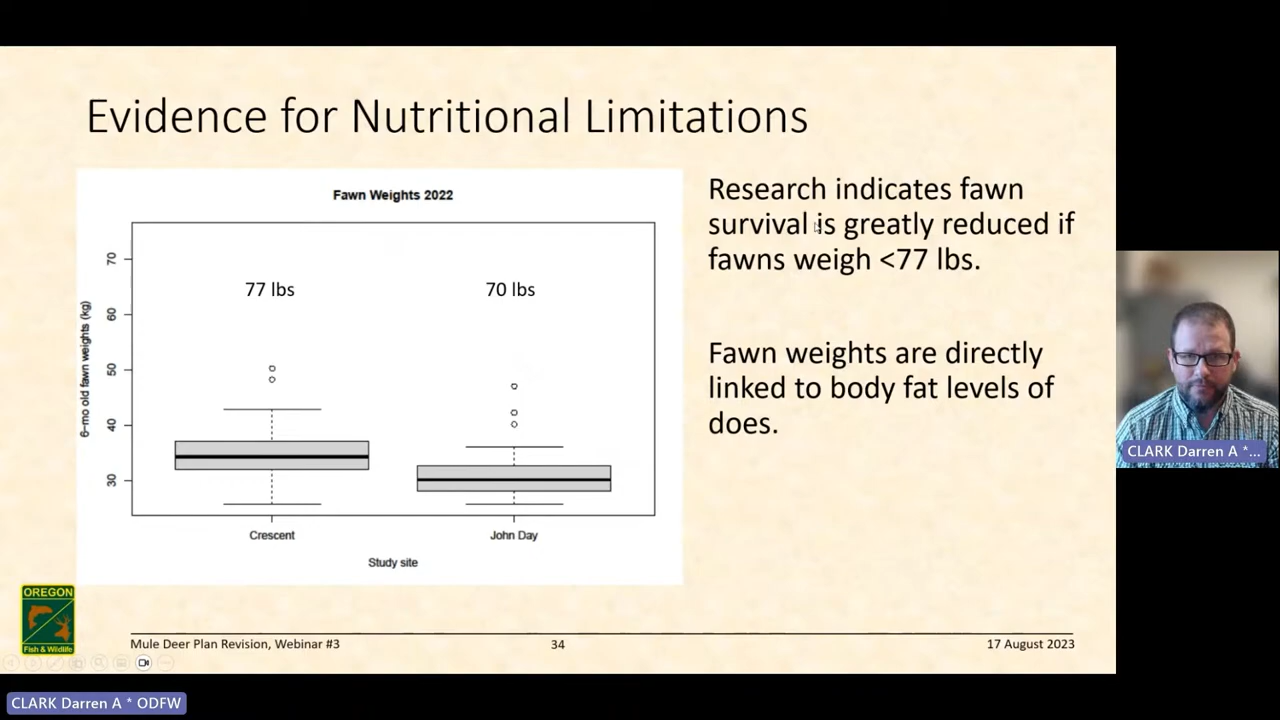 Evidence for Nutritional Limitations
Fawn Weights 2022
70
60
50
40
30
6-mo old fawn weights (kg)
77 lbs
70 lbs
Crescent
John Day
Study site
Research indicates fawn
survival is greatly reduced if
fawns weigh <77 lbs.
Fawn weights are directly
linked to body fat levels of
does.
CLARK Darren A *...
OREGON
Fish & Wildlife
Mule Deer Plan Revision, Webinar #3
34
17 August 2023
CLARK Darren A * ODFW